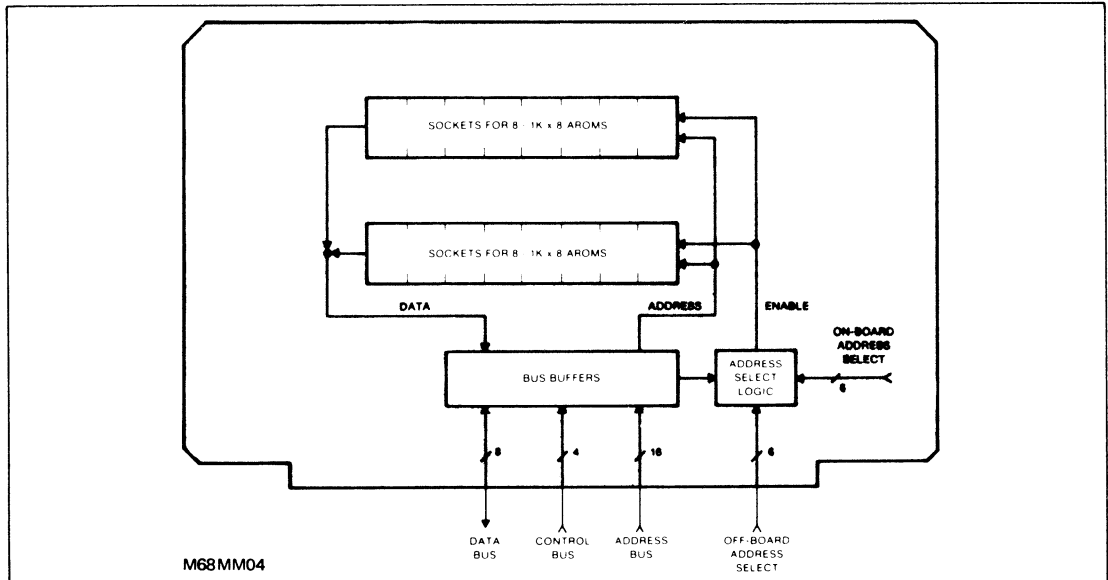 SOCKETS FOR 8 - 1K x 8 AROMS
SOCKETS FOR 8 - 1K x 8 AROMS
DATA
ADDRESS
ENABLE
ON-BOARD
ADDRESS
SELECT
BUS BUFFERS
ADDRESS
SELECT
LOGIC
6
8
4
16
6
DATA
BUS
CONTROL
BUS
ADDRESS
BUS
OFF-BOARD
ADDRESS
SELECT
M68MM04